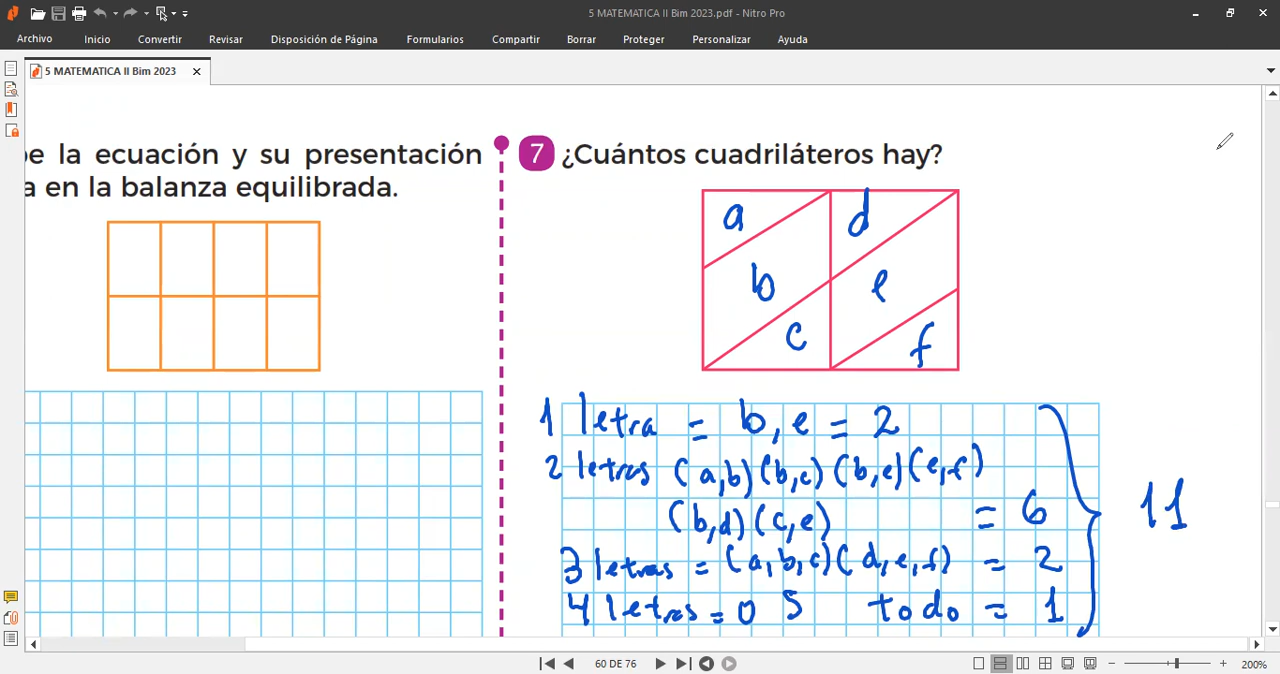 5 MATEMATICA II Bim 2023.pdf - Nitro Pro
Archivo Inicio Convertir Revisar Disposición de Página Formularios Compartir Borrar Proteger Personalizar Ayuda
5 MATEMATICA II Bim 2023
la ecuación y su presentación
en la balanza equilibrada.
7 ¿Cuántos cuadriláteros hay?
a d
b e
c f
1 letra = b, e = 2
2 letras (a,b) (b,c) (b,e) (e,f)
(b,d) (c,e) = 6
11
3 letras = (a,b,c) (d,e,f) = 2
4 letras = 0 5 todo = 1
60 DE 76
200%